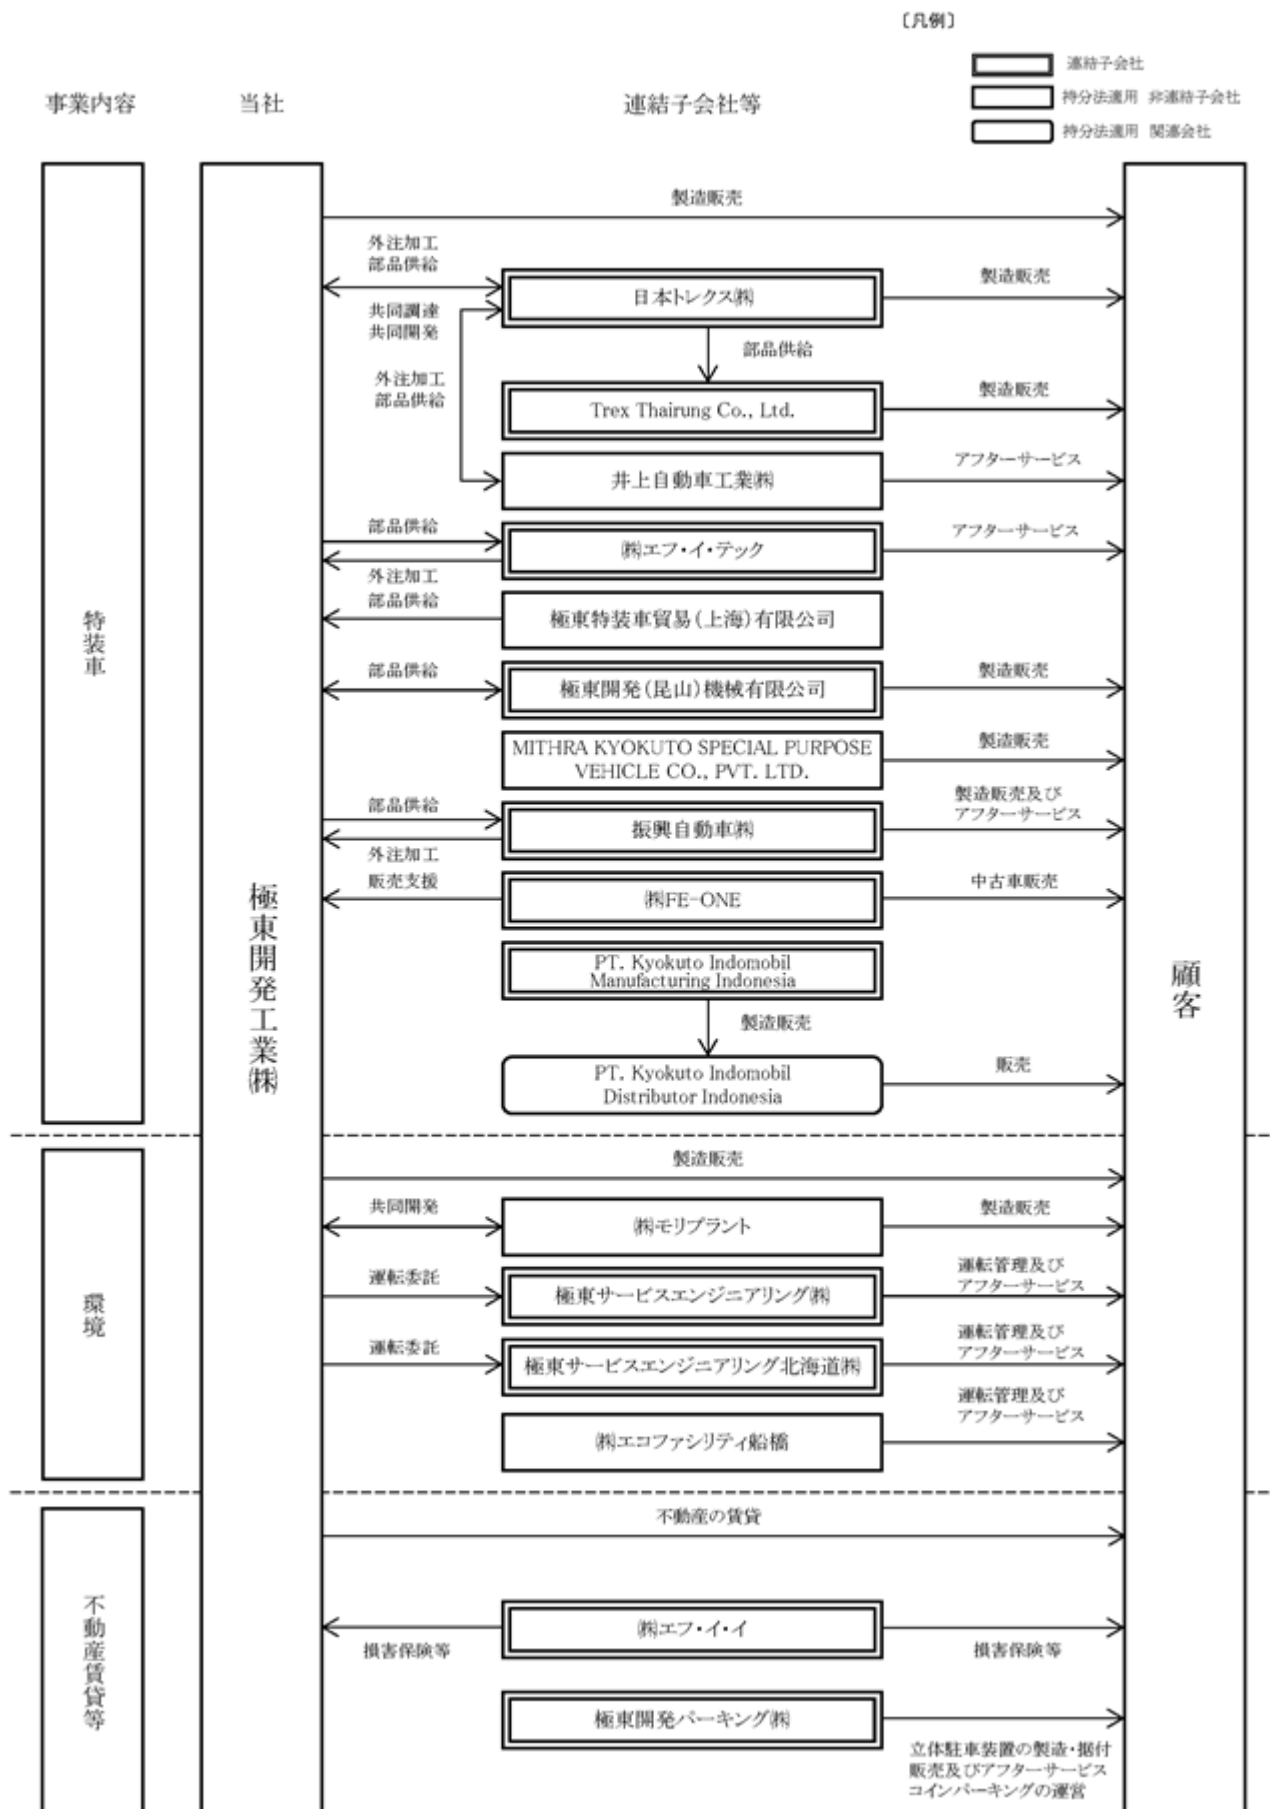 〔凡例〕
連結子会社
持分法適用 非連結子会社
持分法適用 関連会社
事業内容
当社
連結子会社等
特装車
極東開発工業㈱
顧客
製造販売
外注加工
部品供給
日本トレクス㈱
製造販売
共同調達
共同開発
部品供給
外注加工
部品供給
Trex Thairung Co., Ltd.
製造販売
井上自動車工業㈱
アフターサービス
部品供給
㈱エフ・イ・テック
アフターサービス
外注加工
部品供給
極東特装車貿易(上海)有限公司
部品供給
極東開発(昆山)機械有限公司
製造販売
MITHRA KYOKUTO SPECIAL PURPOSE
VEHICLE CO., PVT. LTD.
製造販売
部品供給
振興自動車㈱
製造販売及び
アフターサービス
外注加工
販売支援
㈱FE-ONE
中古車販売
PT. Kyokuto Indomobil
Manufacturing Indonesia
製造販売
PT. Kyokuto Indomobil
Distributor Indonesia
販売
環境
製造販売
共同開発
㈱モリプラント
製造販売
運転委託
極東サービスエンジニアリング㈱
運転管理及び
アフターサービス
運転委託
極東サービスエンジニアリング北海道㈱
運転管理及び
アフターサービス
㈱エコファシリティ船橋
運転管理及び
アフターサービス
不動産賃貸等
不動産の賃貸
㈱エフ・イ・イ
損害保険等
損害保険等
極東開発パーキング㈱
立体駐車装置の製造・据付
販売及びアフターサービス
コインパーキングの運営